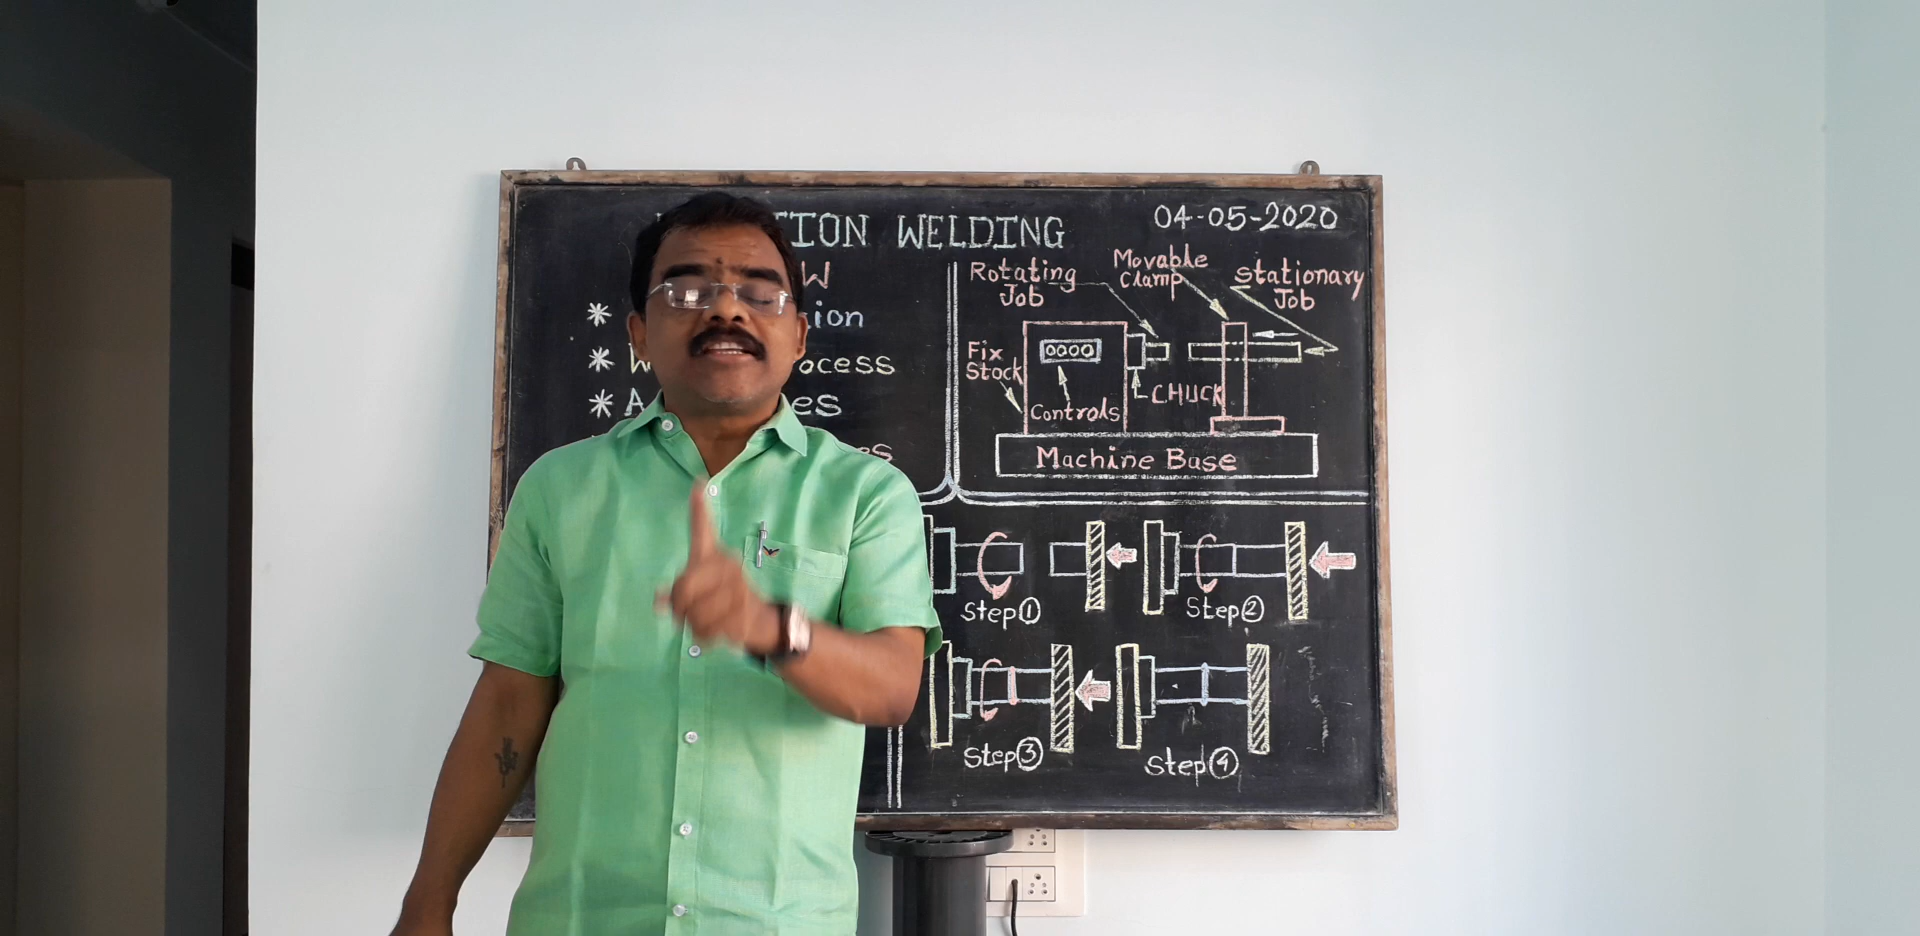 TION WELDING
04-05-2020
W
ion
ocess
es
es
Rotating
Job
Movable
Clamp
stationary
Job
Fix
Stock
0000
Controls
CHUCK
Machine Base
Step①
Step②
Step③
Step④